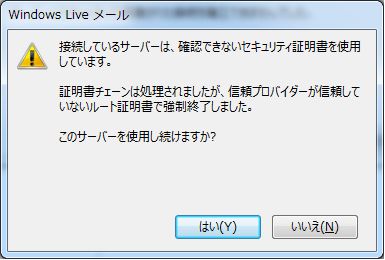 Windows Live メール
接続しているサーバーは、確認できないセキュリティ証明書を使用
しています。
証明書チェーンは処理されましたが、信頼プロバイダーが信頼して
いないルート証明書で強制終了しました。
このサーバーを使用し続けますか?
はい(Y)
いいえ(N)